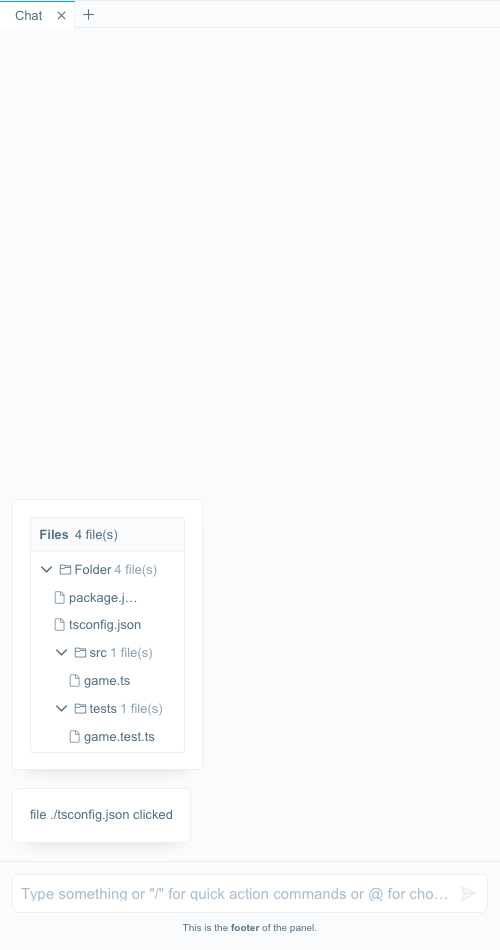 Chat
Files 4 file(s)
Folder 4 file(s)
package.j…
tsconfig.json
src 1 file(s)
game.ts
tests 1 file(s)
game.test.ts
file ./tsconfig.json clicked
Type something or "/" for quick action commands or @ for cho…
This is the footer of the panel.